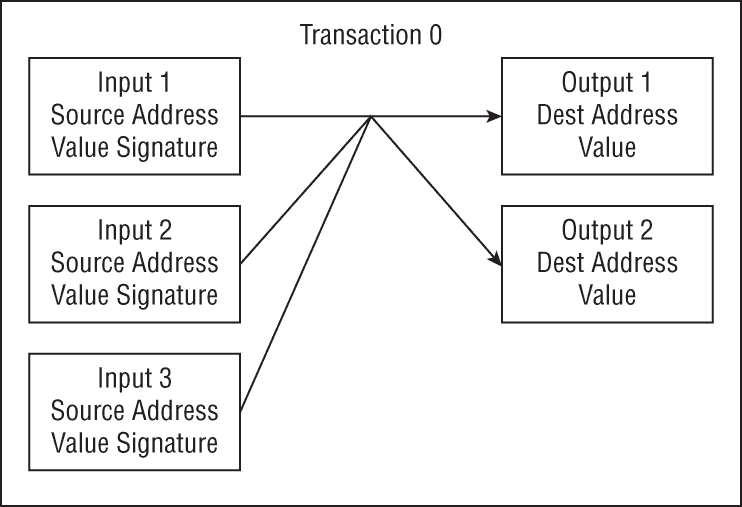 Transaction 0
Input 1
Source Address
Value Signature
Output 1
Dest Address
Value
Input 2
Source Address
Value Signature
Output 2
Dest Address
Value
Input 3
Source Address
Value Signature